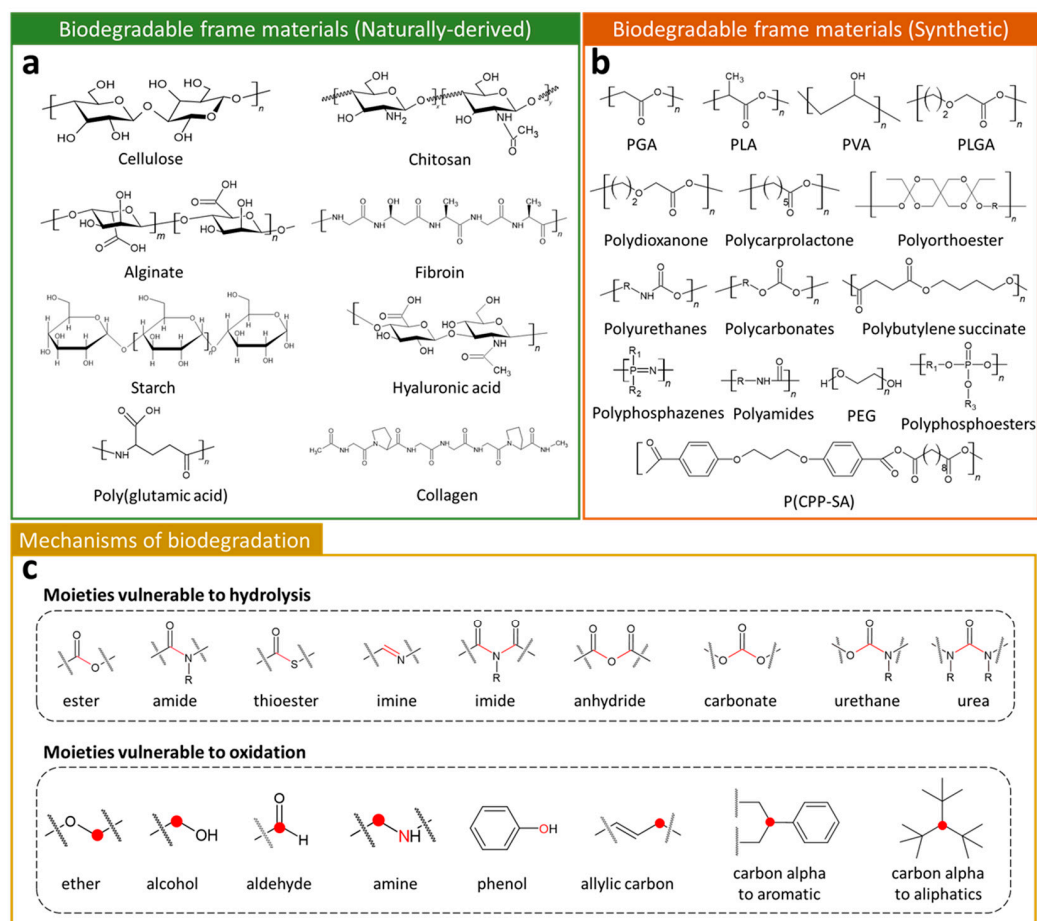 Biodegradable frame materials (Naturally-derived)
a
Cellulose
Chitosan
Alginate
Fibroin
Starch
Hyaluronic acid
Poly(glutamic acid)
Collagen
Biodegradable frame materials (Synthetic)
b
PGA
PLA
PVA
PLGA
Polydioxanone
Polycarprolactone
Polyorthoester
Polyurethanes
Polycarbonates
Polybutylene succinate
Polyphosphazenes
Polyamides
PEG
Polyphosphoesters
P(CPP-SA)
Mechanisms of biodegradation
c
Moieties vulnerable to hydrolysis
ester
amide
thioester
imine
imide
anhydride
carbonate
urethane
urea
Moieties vulnerable to oxidation
ether
alcohol
aldehyde
amine
phenol
allylic carbon
carbon alpha
to aromatic
carbon alpha
to aliphatics